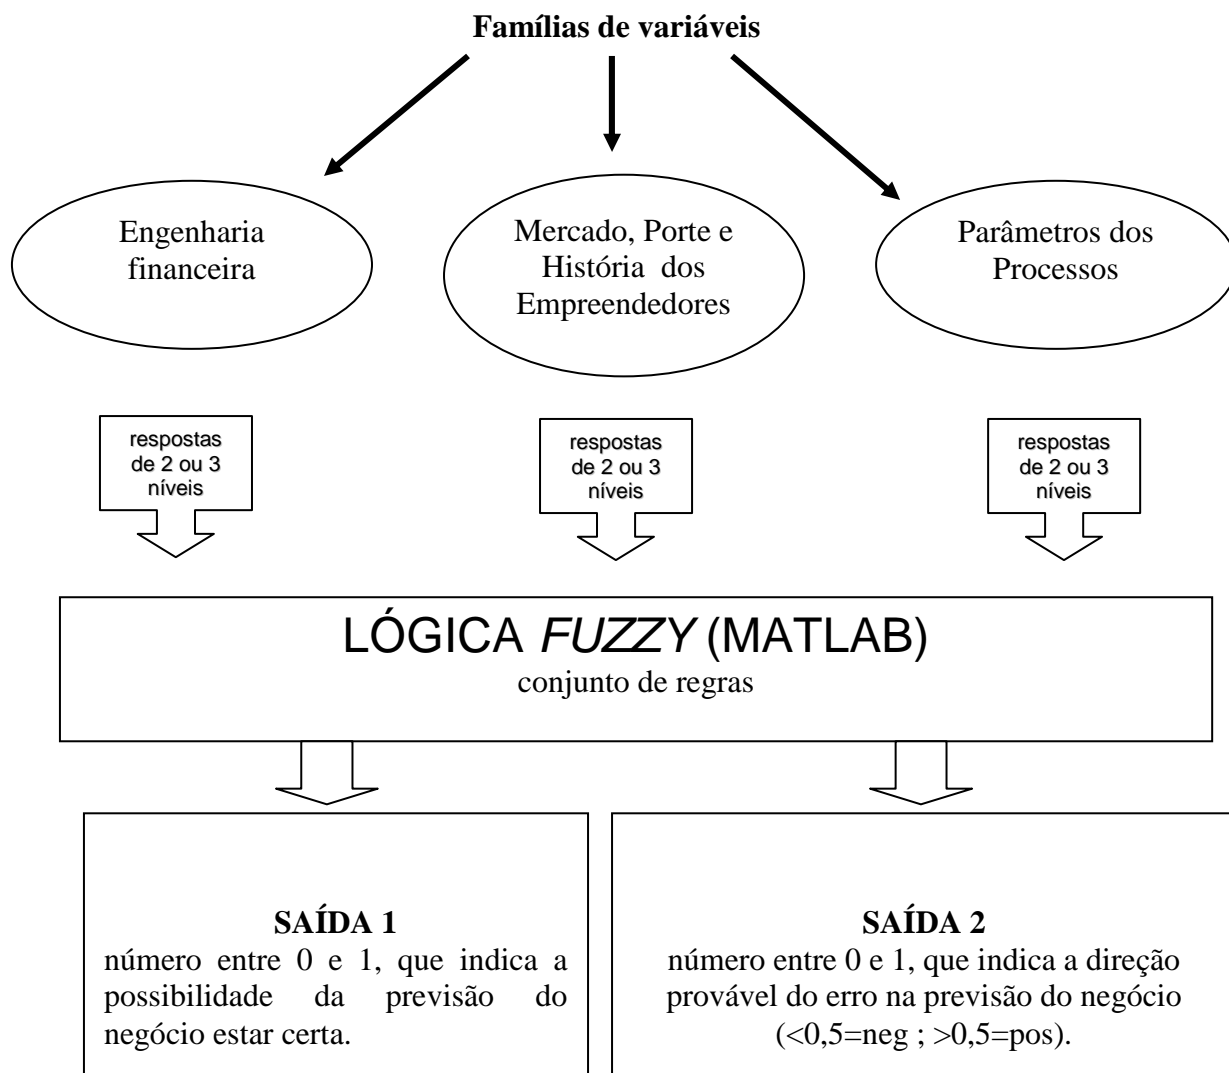 Famílias de variáveis
Engenharia
financeira
Mercado, Porte e
História dos
Empreendedores
Parâmetros dos
Processos
respostas
de 2 ou 3
níveis
respostas
de 2 ou 3
níveis
respostas
de 2 ou 3
níveis
LÓGICA FUZZY (MATLAB)
conjunto de regras
SAÍDA 1
número entre 0 e 1, que indica a
possibilidade da previsão do
negócio estar certa.
SAÍDA 2
número entre 0 e 1, que indica a direção
provável do erro na previsão do negócio
(<0,5=neg ; >0,5=pos).